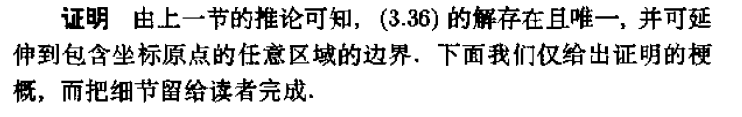 证明 由上一节的推论可知, (3.36) 的解存在且唯一, 并可延
伸到包含坐标原点的任意区域的边界. 下面我们仅给出证明的梗
概, 而把细节留给读者完成.